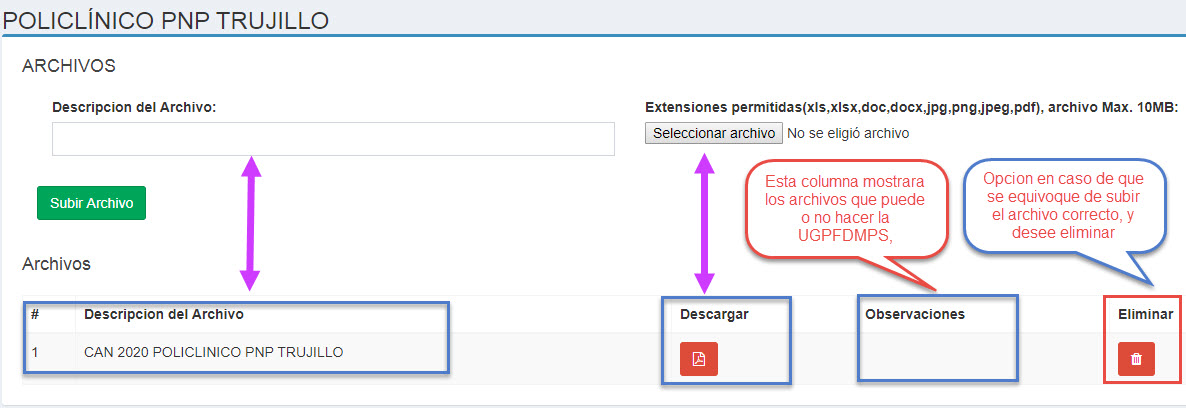 POLICLÍNICO PNP TRUJILLO
ARCHIVOS
Descripcion del Archivo:
Extensiones permitidas(xls,xlsx,doc,docx,jpg,png,jpeg,pdf), archivo Max. 10MB:
Seleccionar archivo No se eligió archivo
Esta columna mostrara
los archivos que puede
o no hacer la
UGPFDMPS,
Opcion en caso de que
se equivoque de subir
el archivo correcto, y
desee eliminar
Subir Archivo
Archivos
# Descripcion del Archivo Descargar Observaciones Eliminar
1 CAN 2020 POLICLINICO PNP TRUJILLO